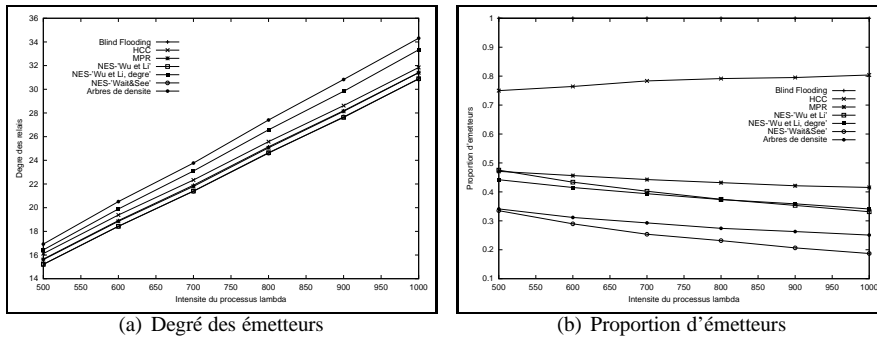 36
34
32
30
28
26
24
22
20
18
16
14
Degre des relais
Blind Flooding
HCC
MPR
NES-'Wu et Li'
NES-'Wu et Li, degre'
NES-'Wait&See'
Arbres de densite
500 550 600 650 700 750 800 850 900 950 1000
Intensite du processus lambda
(a) Degré des émetteurs
1
0.9
0.8
0.7
0.6
0.5
0.4
0.3
0.2
0.1
Proportion d'emetteurs
Blind Flooding
HCC
MPR
NES-'Wu et Li'
NES-'Wu et Li, degre'
NES-'Wait&See'
Arbres de densite
500 550 600 650 700 750 800 850 900 950 1000
Intensite du processus lambda
(b) Proportion d'émetteurs